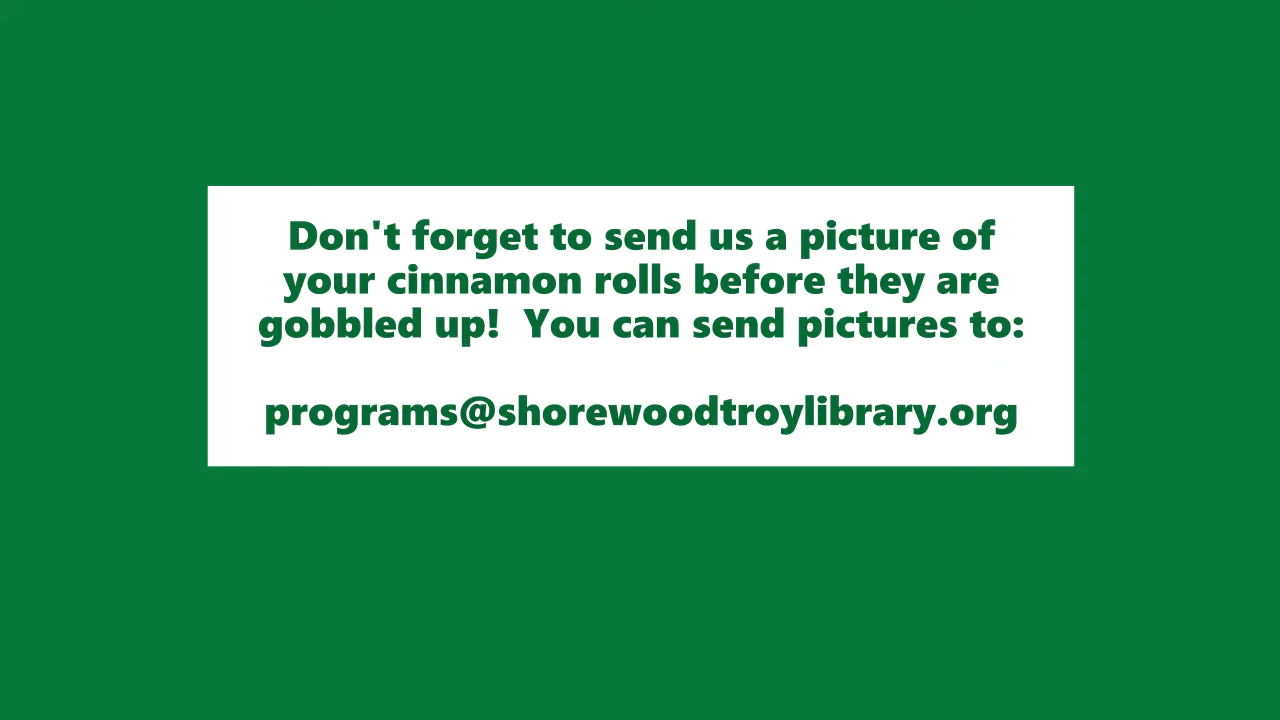 Don't forget to send us a picture of
your cinnamon rolls before they are
gobbled up!  You can send pictures to:
programs@shorewoodtroylibrary.org